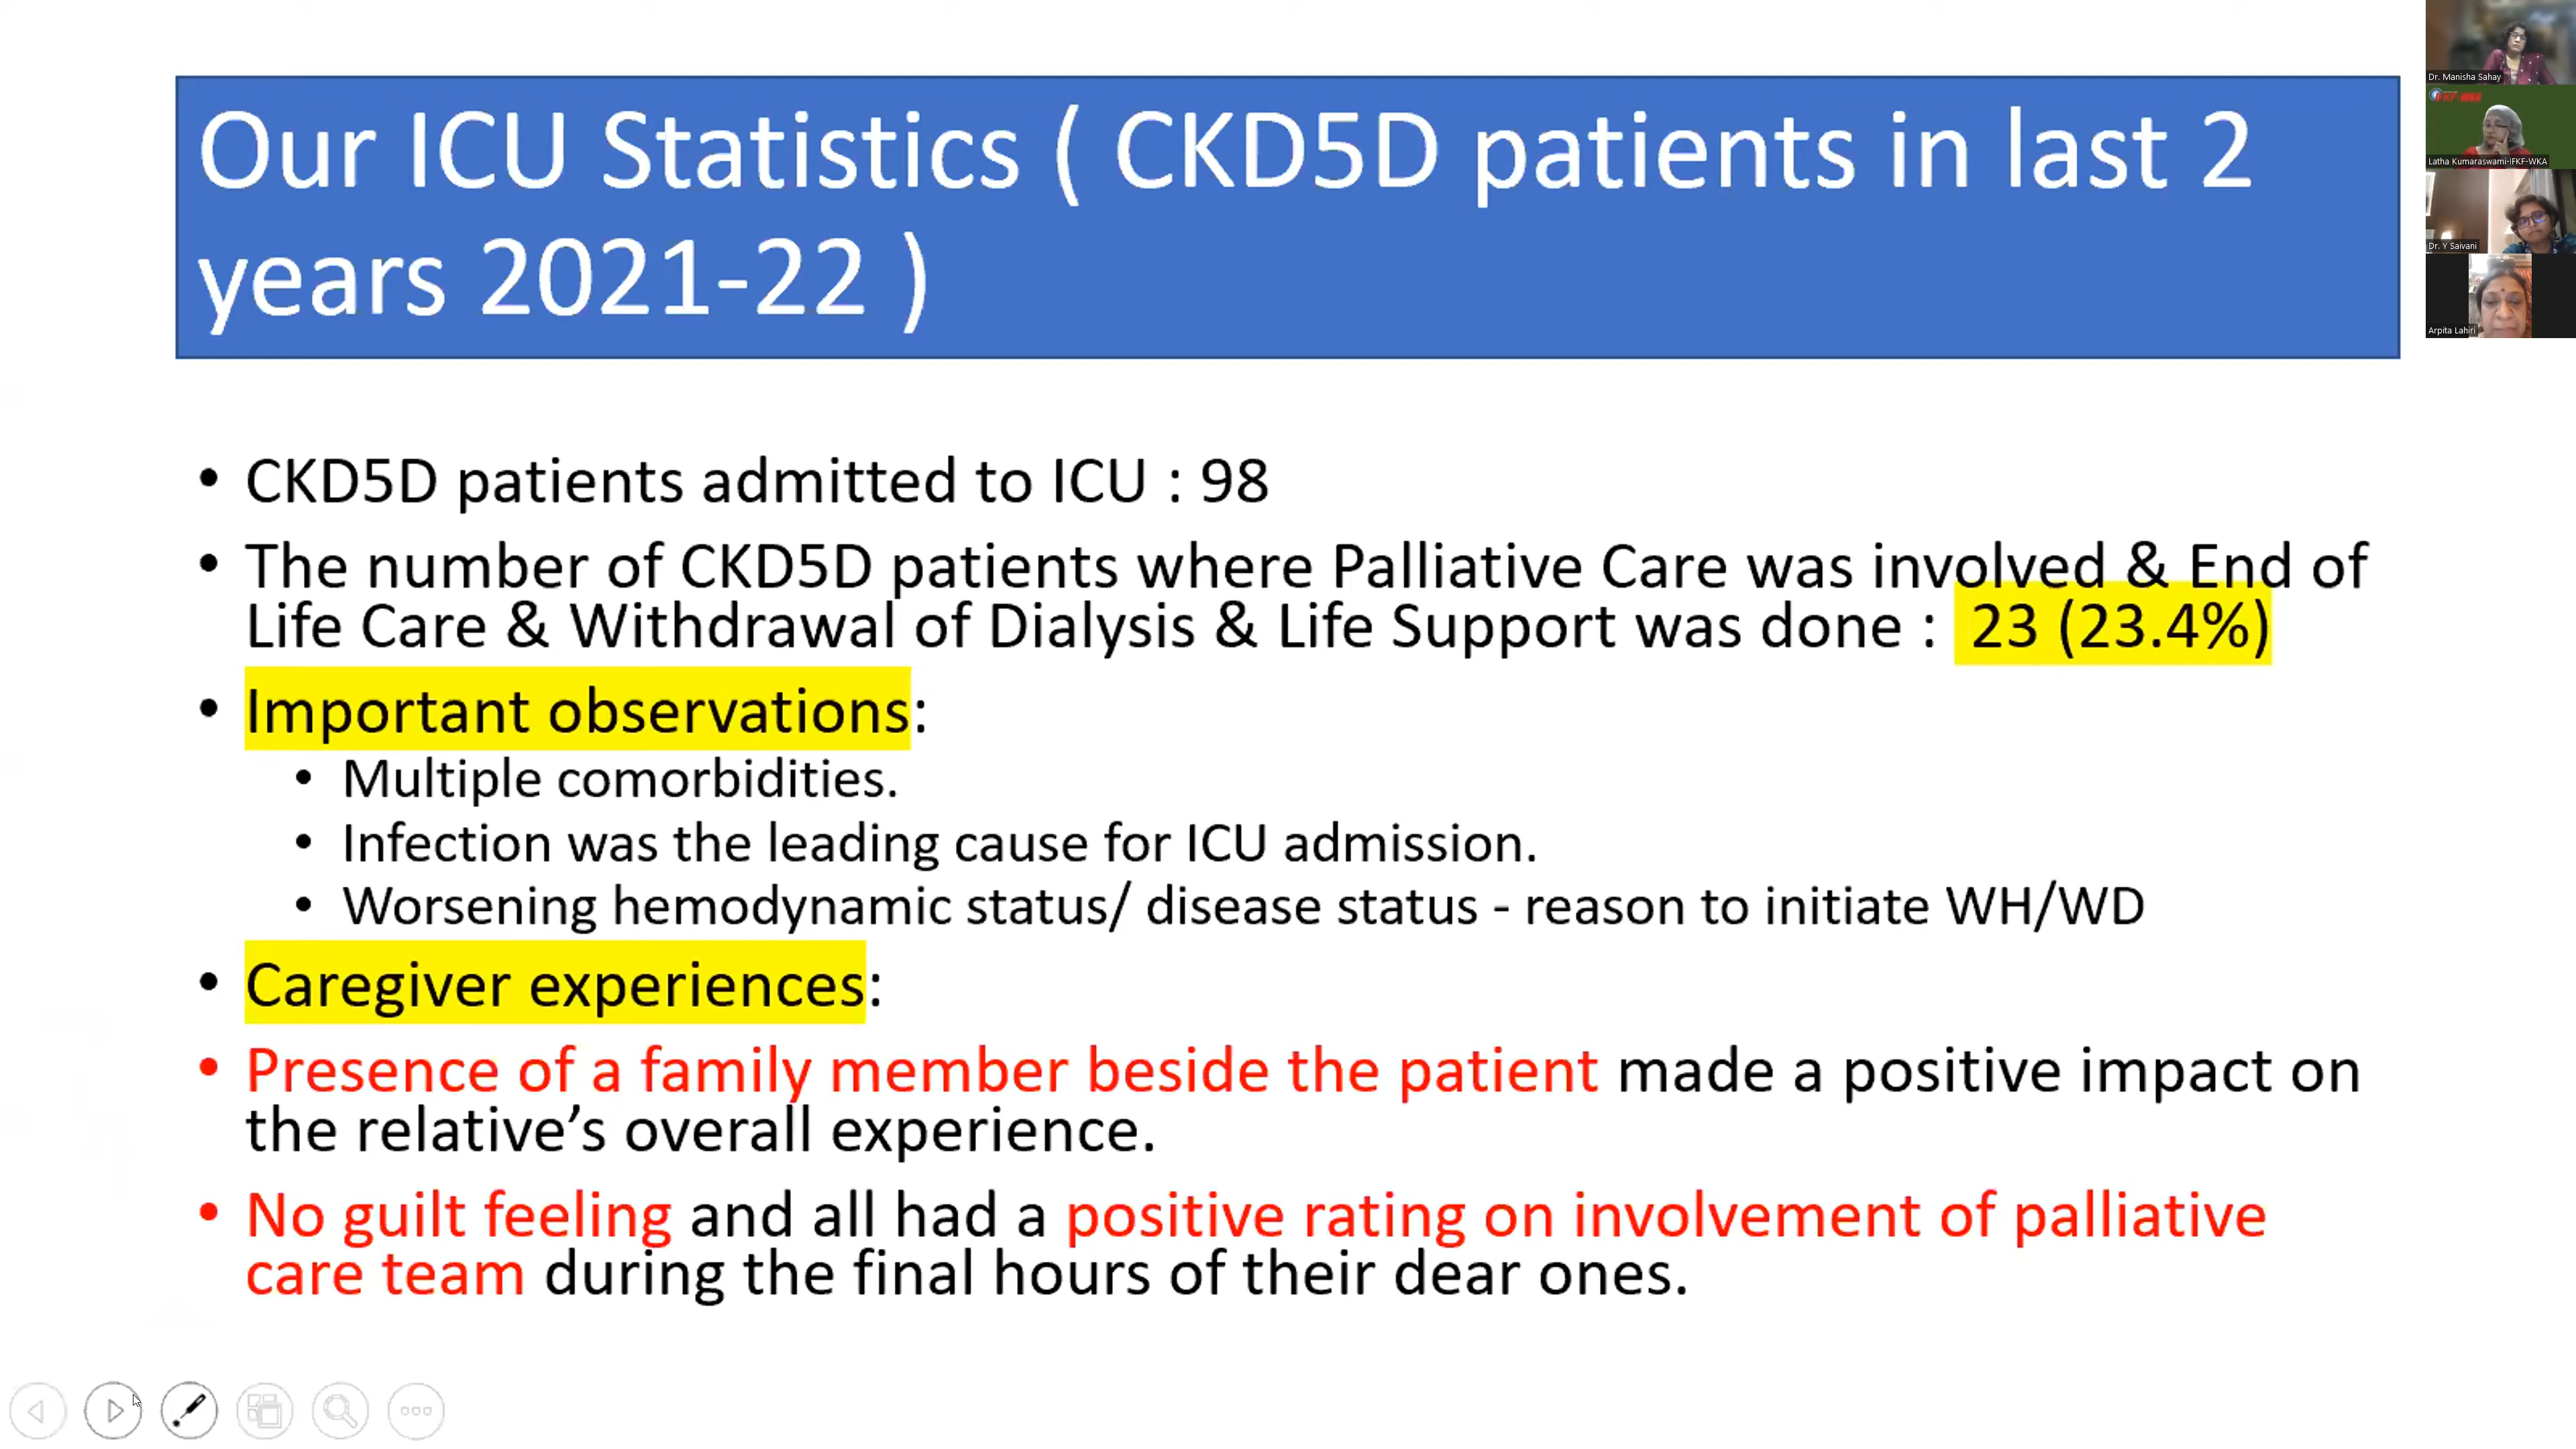 Our ICU Statistics ( CKD5D patients in last 2
years 2021-22 )
• CKD5D patients admitted to ICU : 98
• The number of CKD5D patients where Palliative Care was involved & End of
Life Care & Withdrawal of Dialysis & Life Support was done : 23 (23.4%)
• Important observations:
• Multiple comorbidities.
• Infection was the leading cause for ICU admission.
• Worsening hemodynamic status/ disease status - reason to initiate WH/WD
• Caregiver experiences:
• Presence of a family member beside the patient made a positive impact on
the relative’s overall experience.
• No guilt feeling and all had a positive rating on involvement of palliative
care team during the final hours of their dear ones.
Dr. Manisha Sahay
IFKF-WKA
Latha Kumaraswami-IFKF-WKA
Dr. Y Saivani
Arpita Lahiri